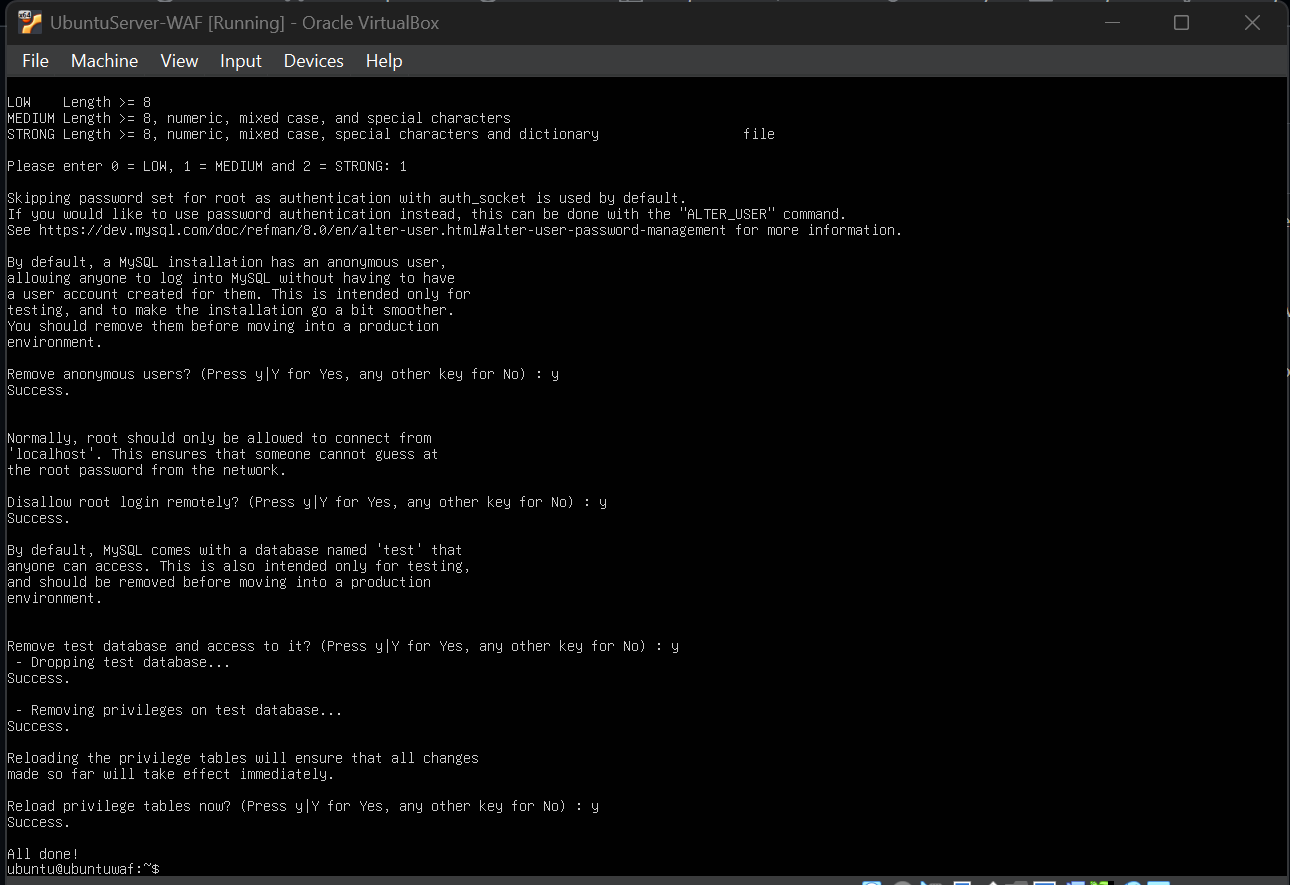 UbuntuServer-WAF [Running] - Oracle VirtualBox
File Machine View Input Devices Help
LOW    Length >= 8
MEDIUM Length >= 8, numeric, mixed case, and special characters
STRONG Length >= 8, numeric, mixed case, special characters and dictionary                  file
Please enter 0 = LOW, 1 = MEDIUM and 2 = STRONG: 1
Skipping password set for root as authentication with auth_socket is used by default.
If you would like to use password authentication instead, this can be done with the "ALTER_USER" command.
See https://dev.mysql.com/doc/refman/8.0/en/alter-user.html#alter-user-password-management for more information.
By default, a MySQL installation has an anonymous user,
allowing anyone to log into MySQL without having to have
a user account created for them. This is intended only for
testing, and to make the installation go a bit smoother.
You should remove them before moving into a production
environment.
Remove anonymous users? (Press y|Y for Yes, any other key for No) : y
Success.
Normally, root should only be allowed to connect from
'localhost'. This ensures that someone cannot guess at
the root password from the network.
Disallow root login remotely? (Press y|Y for Yes, any other key for No) : y
Success.
By default, MySQL comes with a database named 'test' that
anyone can access. This is also intended only for testing,
and should be removed before moving into a production
environment.
Remove test database and access to it? (Press y|Y for Yes, any other key for No) : y
 - Dropping test database...
Success.
 - Removing privileges on test database...
Success.
Reloading the privilege tables will ensure that all changes
made so far will take effect immediately.
Reload privilege tables now? (Press y|Y for Yes, any other key for No) : y
Success.
All done!
ubuntu@ubuntuwaf:~$